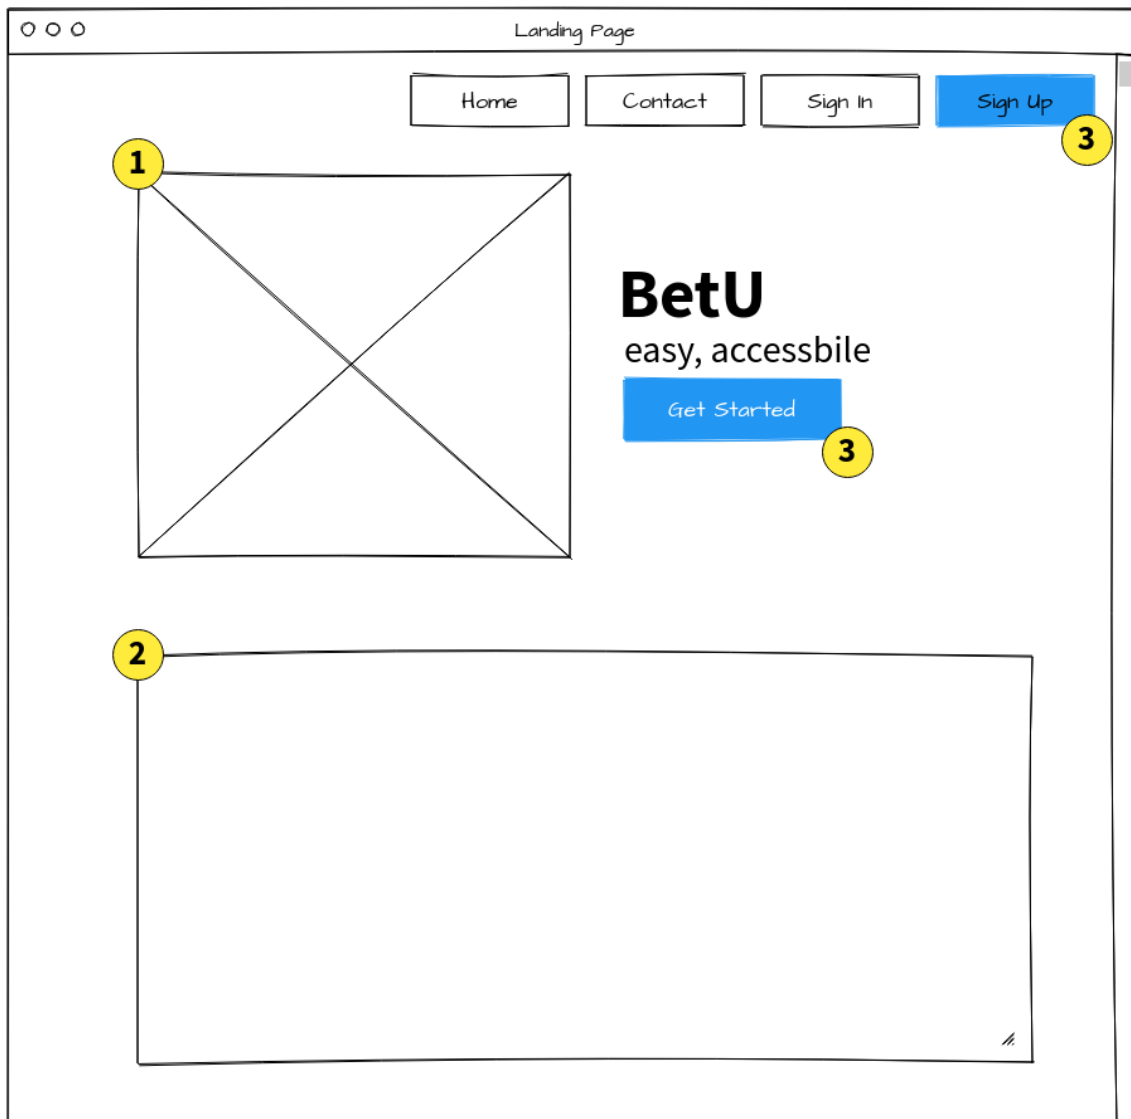 Landing Page
Home Contact Sign In Sign Up
3
1
BetU
easy, accessbile
Get Started
3
2